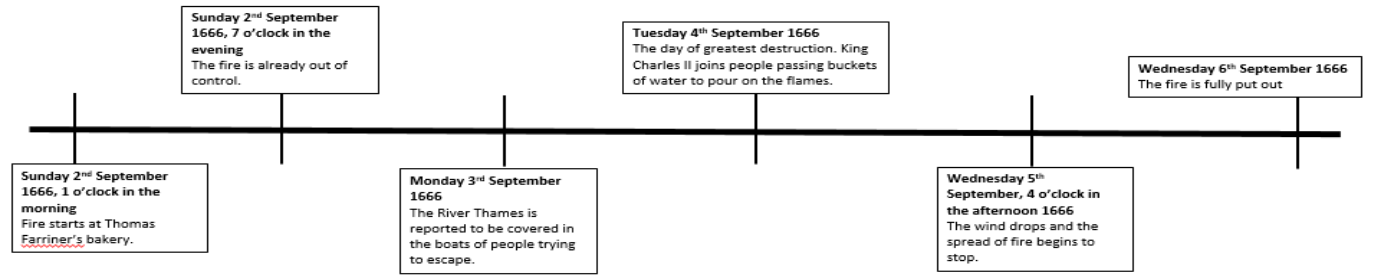 Sunday 2nd September
1666, 1 o’clock in the
morning
Fire starts at Thomas
Farriner’s bakery.
Sunday 2nd September
1666, 7 o’clock in the
evening
The fire is already out of
control.
Monday 3rd September
1666
The River Thames is
reported to be covered in
the boats of people trying
to escape.
Tuesday 4th September 1666
The day of greatest destruction. King
Charles II joins people passing buckets
of water to pour on the flames.
Wednesday 5th
September, 4 o’clock in
the afternoon 1666
The wind drops and the
spread of fire begins to
stop.
Wednesday 6th September 1666
The fire is fully put out